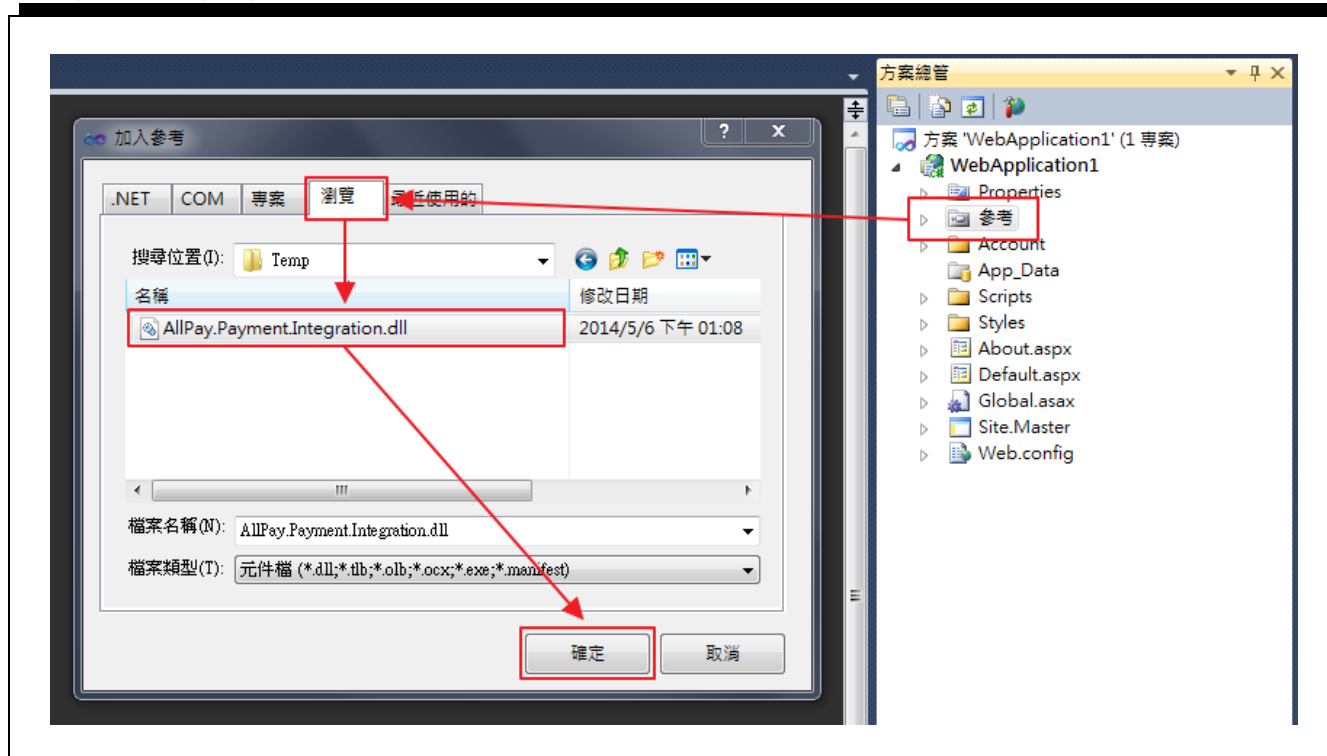 方案總管
加入參考
方案 'WebApplication1' (1 專案)
WebApplication1
Properties
參考
Account
App_Data
Scripts
Styles
About.aspx
Default.aspx
Global.asax
Site.Master
Web.config
.NET COM 專案 瀏覽 最近使用的
搜尋位置(I): Temp
名稱 修改日期
AllPay.Payment.Integration.dll 2014/5/6 下午 01:08
檔案名稱(N): AllPay.Payment.Integration.dll
檔案類型(T): 元件檔 (*.dll;*.tlb;*.olb;*.ocx;*.exe;*.manifest)
確定 取消